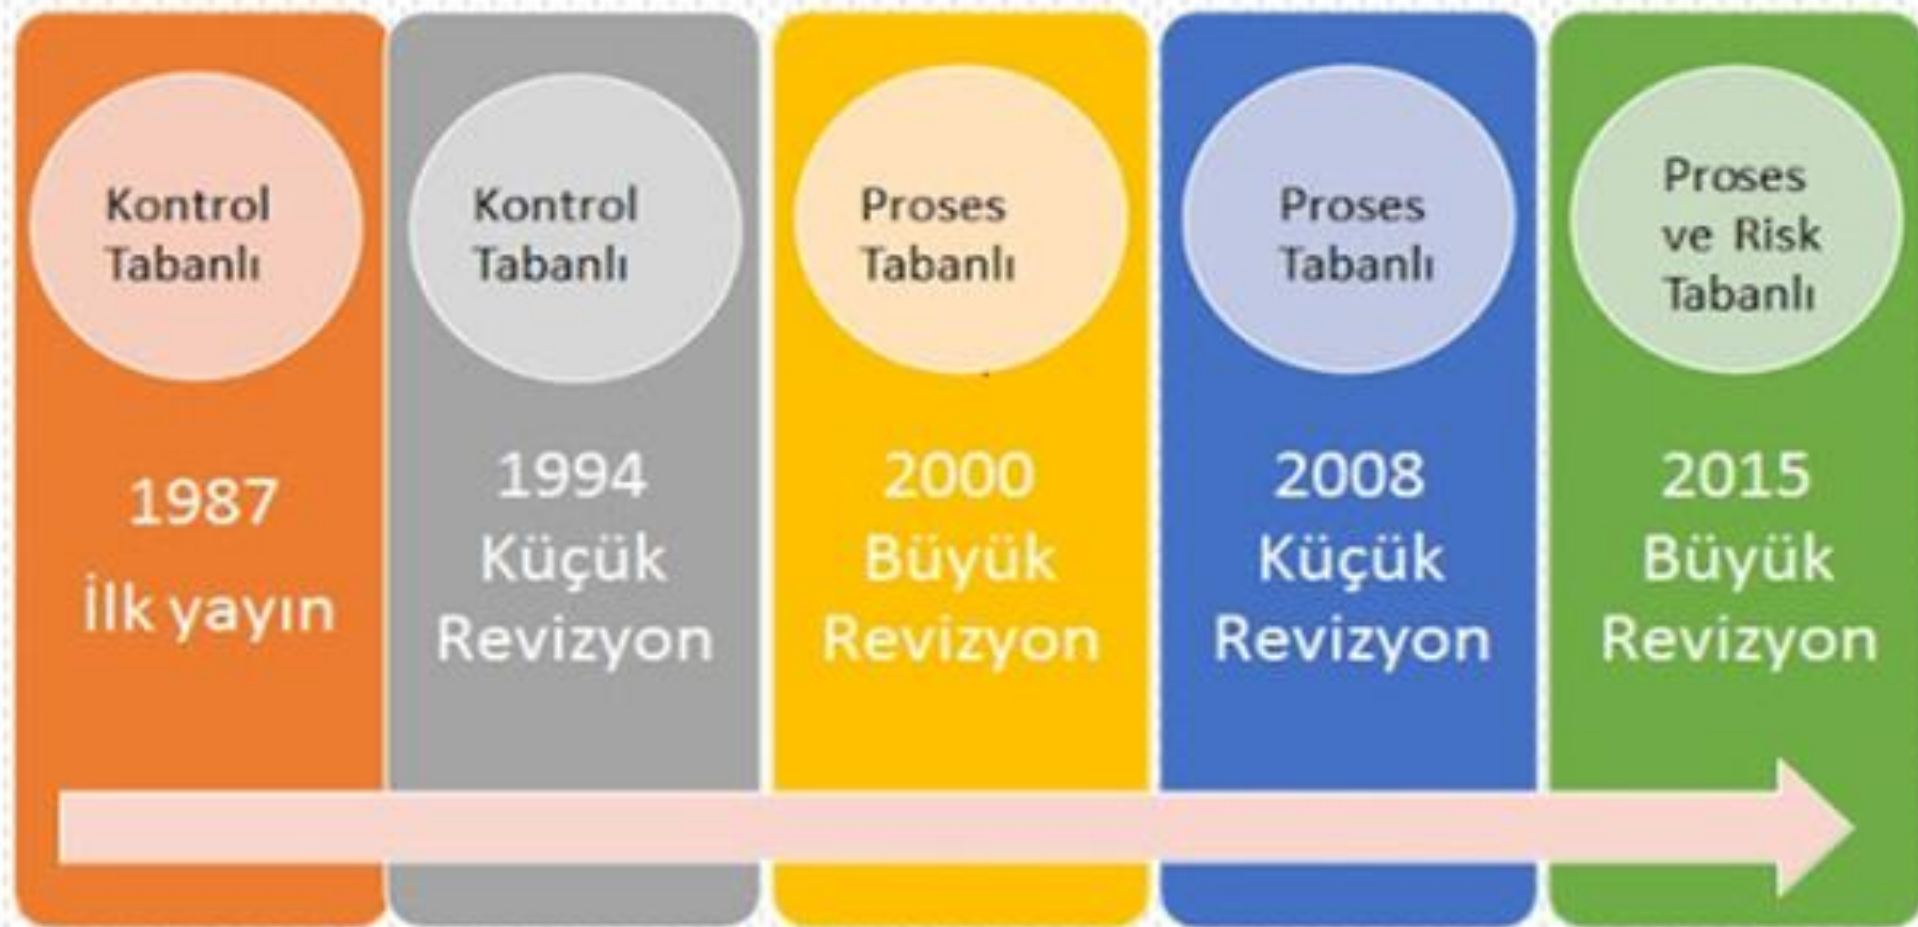 Kontrol
Tabanlı
1987
İlk yayın
Kontrol
Tabanlı
1994
Küçük
Revizyon
Proses
Tabanlı
2000
Büyük
Revizyon
Proses
Tabanlı
2008
Küçük
Revizyon
Proses
ve Risk
Tabanlı
2015
Büyük
Revizyon